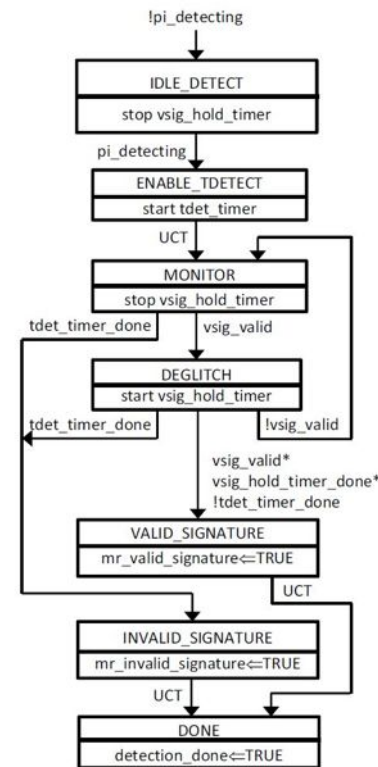 !pi_detecting
IDLE_DETECT
stop vsig_hold_timer
pi_detecting
ENABLE_TDETECT
start tdet_timer
UCT
MONITOR
stop vsig_hold_timer
tdet_timer_done
vsig_valid
DEGLITCH
start vsig_hold_timer
tdet_timer_done
!vsig_valid
vsig_valid*
vsig_hold_timer_done*
!tdet_timer_done
VALID_SIGNATURE
mr_valid_signature⇐TRUE
UCT
INVALID_SIGNATURE
mr_invalid_signature⇐TRUE
UCT
DONE
detection_done⇐TRUE